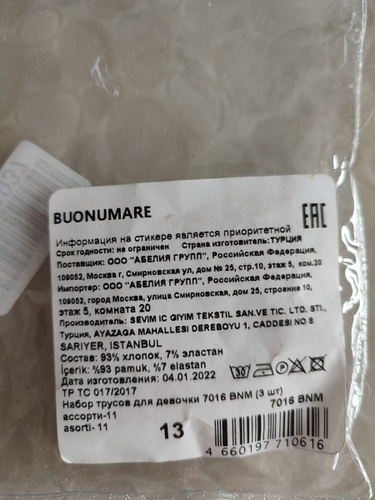 BUONUMARE
EAC
Информация на стикере является приоритетной
Срок годности: не ограничен Страна изготовитель:ТУРЦИЯ
Поставщик: ООО "АБЕЛИЯ ГРУПП", Российская Федерация,
109052, Москва г, Смирновская ул, дом № 25, стр.10, этаж 5, ком.20
Импортер: ООО "АБЕЛИЯ ГРУПП", Российская Федерация,
109052, город Москва, улица Смирновская, дом 25, строение 10,
этаж 5, комната 20
Производитель: SEVIM IC GIYIM TEKSTIL SAN.VE TIC. LTD. STI,
Турция, AYAZAGA MAHALLESI DEREBOYU 1, CADDESI NO 8
SARIYER, ISTANBUL
Состав: 93% хлопок, 7% эластан
İçerik: %93 pamuk, %7 elastan
Дата изготовления: 04.01.2022
ТР ТС 017/2017
Набор трусов для девочки 7016 BNM (3 шт)
ассорти-11
asorti- 11
13
7016 BNM
4 660197 710616